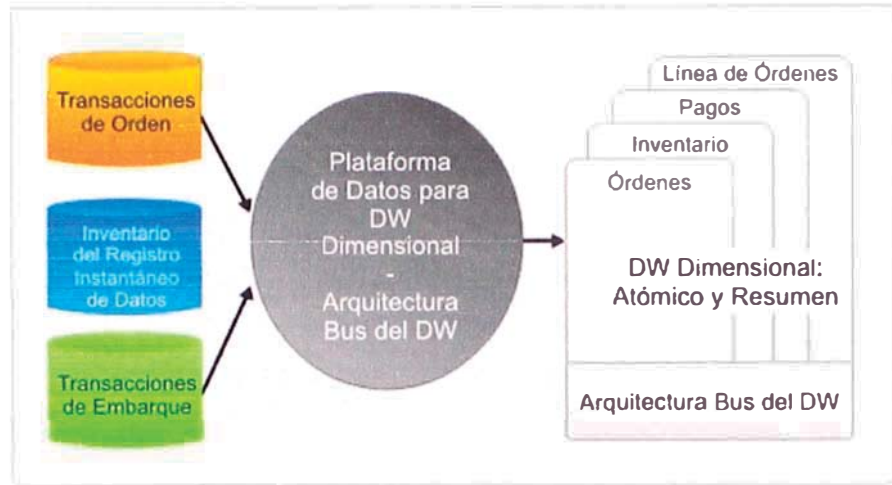 Transacciones
de Orden
Inventario
del Registro
Instantáneo
de Datos
Transacciones
de Embarque
Plataforma
de Datos para
DW
Dimensional
-
Arquitectura
Bus del DW
Línea de Órdenes
Pagos
Inventario
Órdenes
DW Dimensional:
Atómico y Resumen
Arquitectura Bus del DW